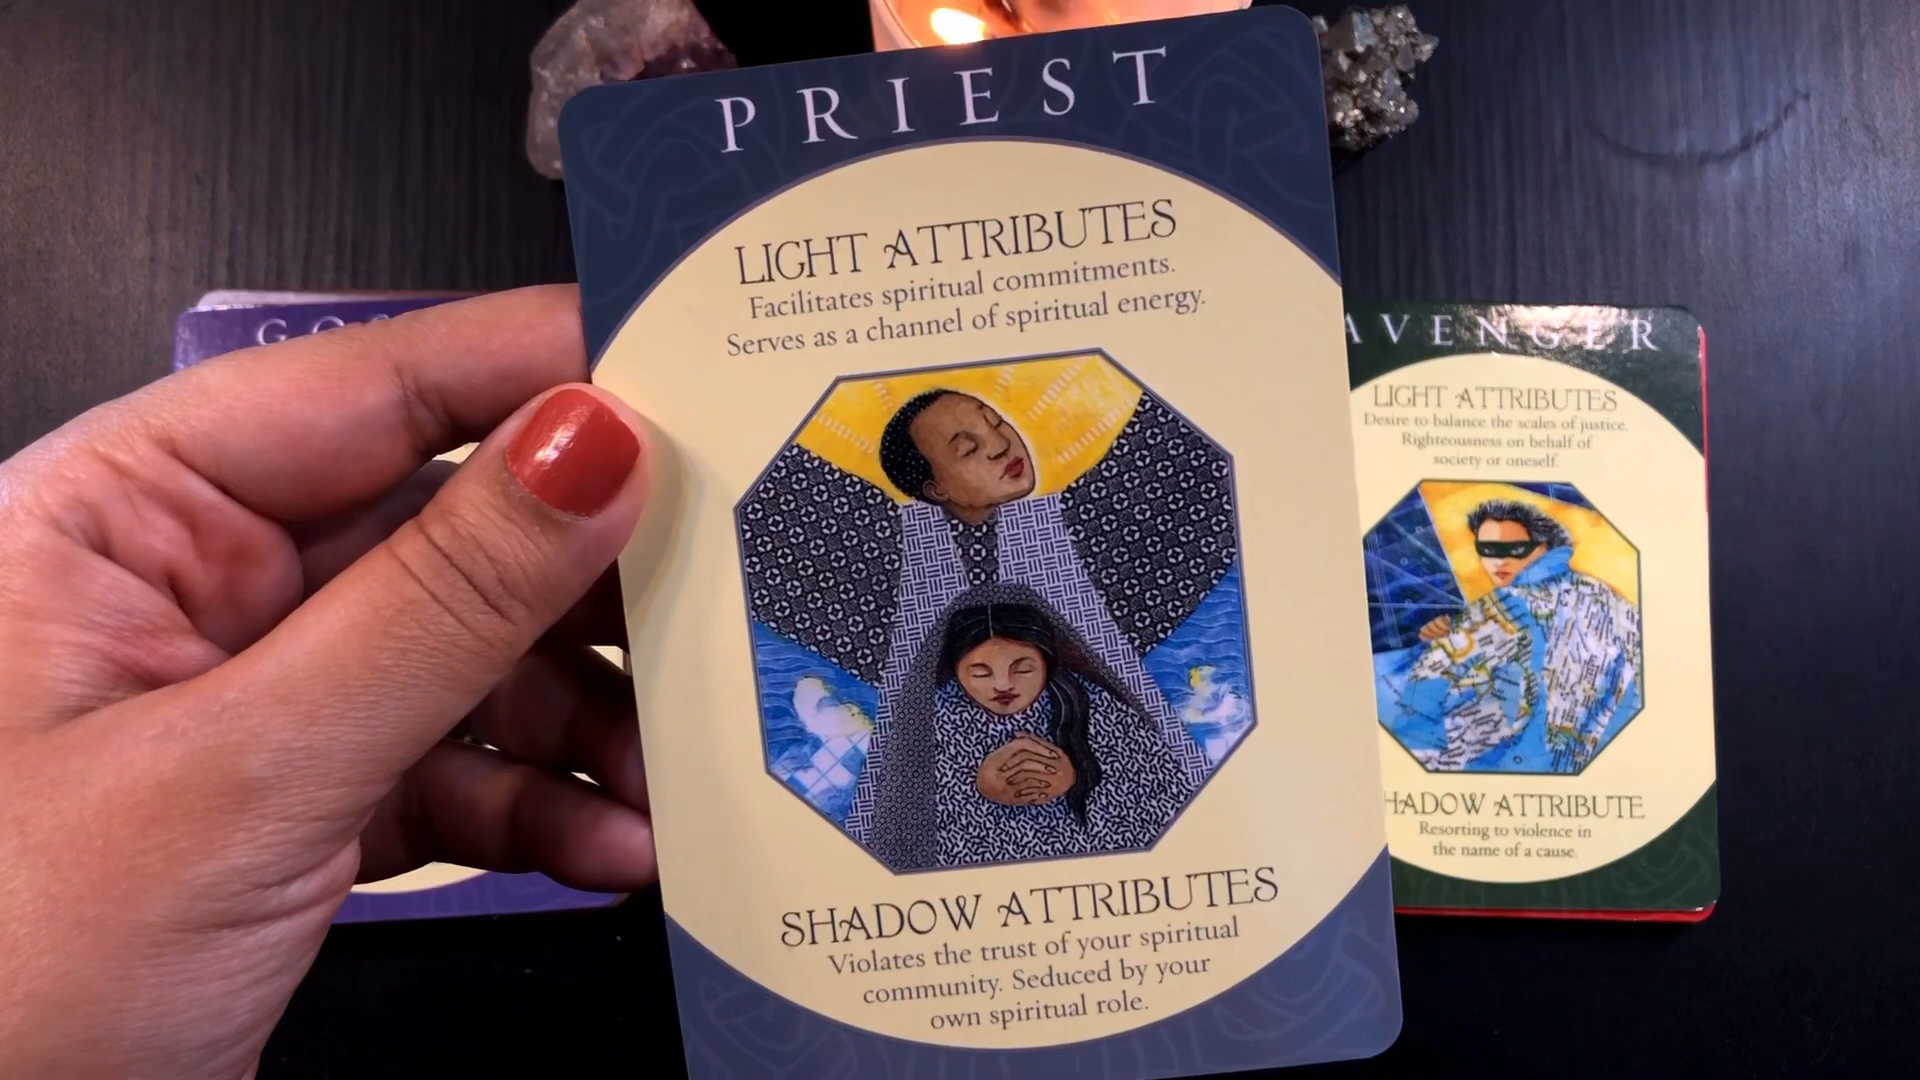 PRIEST
LIGHT ATTRIBUTES
Facilitates spiritual commitments.
Serves as a channel of spiritual energy.
SHADOW ATTRIBUTES
Violates the trust of your spiritual
community. Seduced by your
own spiritual role.
AVENGER
LIGHT ATTRIBUTES
Desire to balance the scales of justice.
Righteousness on behalf of
society or oneself.
HADOW ATTRIBUTE
Resorting to violence in
the name of a cause.